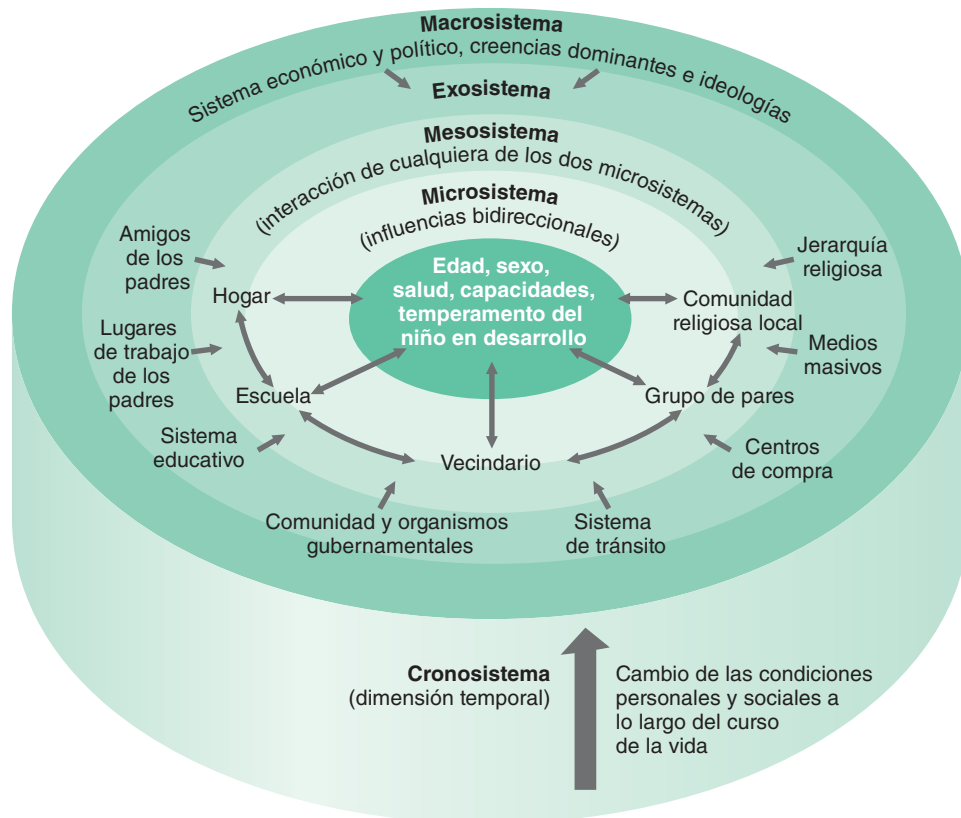 Macrosistema
Sistema económico y político, creencias dominantes e ideologías
Exosistema
Mesosistema
(interacción de cualquiera de los dos microsistemas)
Microsistema
(influencias bidireccionales)
Edad, sexo,
salud, capacidades,
temperamento del
niño en desarrollo
Amigos
de los
padres
Hogar
Lugares
de trabajo
de los
padres
Escuela
Sistema
educativo
Vecindario
Comunidad y organismos
gubernamentales
Sistema
de tránsito
Jerarquía
religiosa
Comunidad
religiosa local
Medios
masivos
Grupo de pares
Centros
de compra
Cronosistema
(dimensión temporal)
Cambio de las condiciones
personales y sociales a
lo largo del curso
de la vida